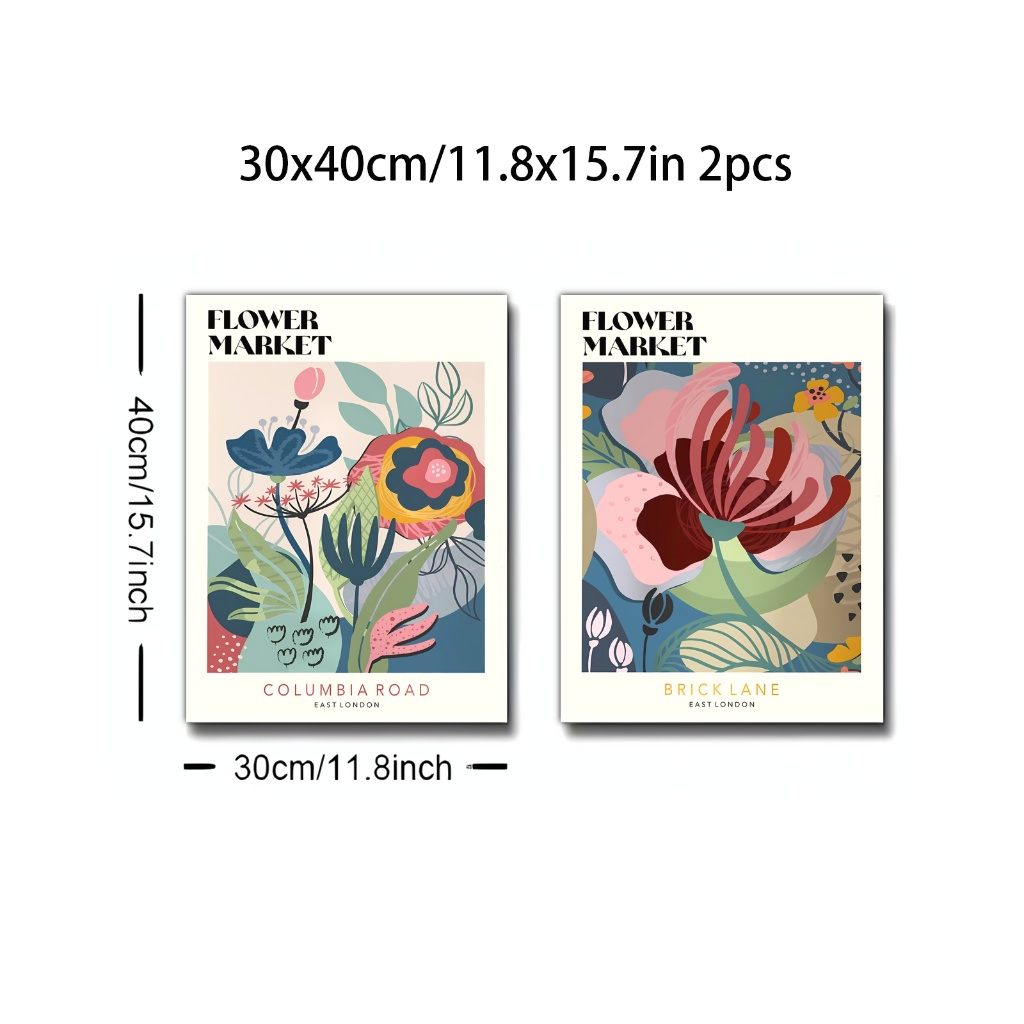 30x40cm/11.8x15.7in 2pcs
FLOWER
MARKET
COLUMBIA ROAD
EAST LONDON
FLOWER
MARKET
BRICK LANE
EAST LONDON
40cm/15.7inch
30cm/11.8inch